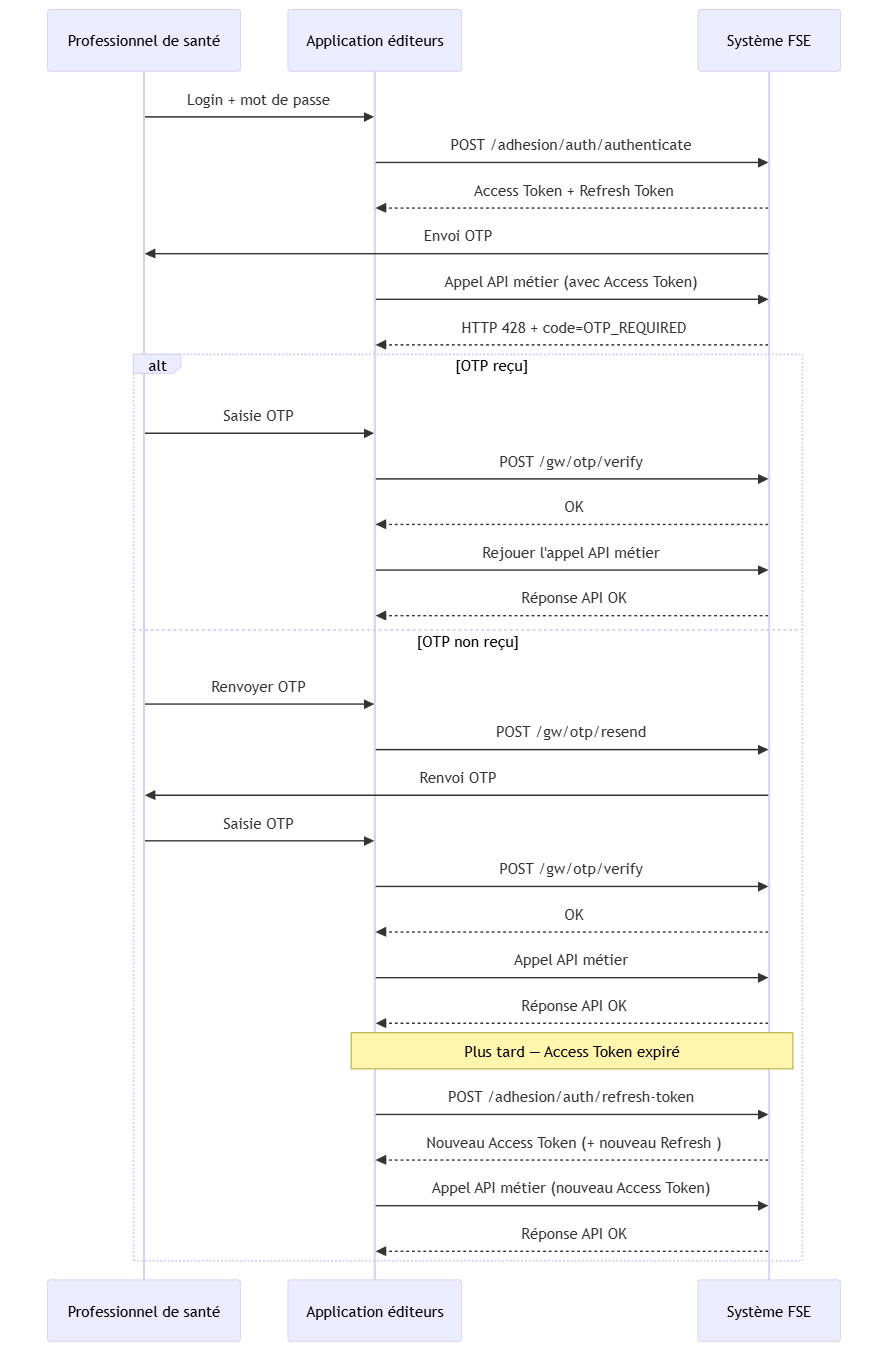 Professionnel de santé
Application éditeurs
Système FSE
Login + mot de passe
POST /adhesion/auth/authenticate
Access Token + Refresh Token
Envoi OTP
Appel API métier (avec Access Token)
HTTP 428 + code=OTP_REQUIRED
alt
[OTP reçu]
Saisie OTP
POST /gw/otp/verify
OK
Rejouer l'appel API métier
Réponse API OK
[OTP non reçu]
Renvoyer OTP
POST /gw/otp/resend
Renvoi OTP
Saisie OTP
POST /gw/otp/verify
OK
Appel API métier
Réponse API OK
Plus tard — Access Token expiré
POST /adhesion/auth/refresh-token
Nouveau Access Token (+ nouveau Refresh )
Appel API métier (nouveau Access Token)
Réponse API OK
Professionnel de santé
Application éditeurs
Système FSE